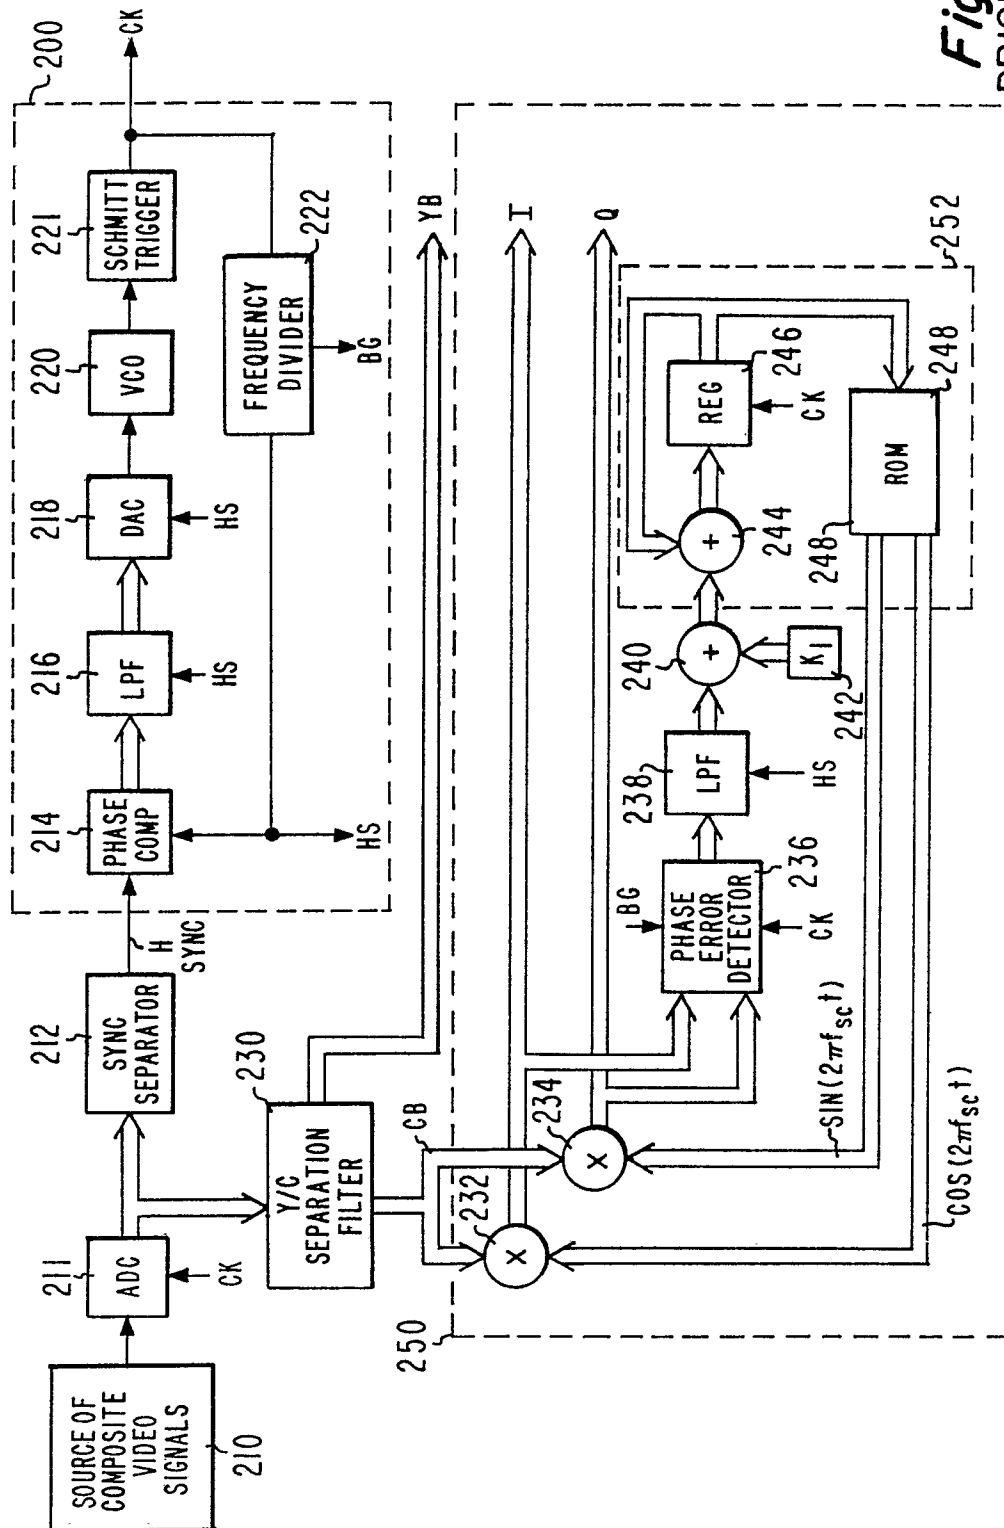 SOURCE OF
COMPOSITE
VIDEO
SIGNALS
210
211
ADC
CK
212
SYNC
SEPARATOR
H
SYNC
200
214
PHASE
COMP
HS
216
LPF
HS
218
DAC
HS
220
VCO
221
SCHMITT
TRIGGER
CK
222
FREQUENCY
DIVIDER
BG
230
Y/C
SEPARATION
FILTER
YB
CB
250
232
X
234
X
I
Q
BG
PHASE
ERROR
DETECTOR
236
CK
238
LPF
HS
240
+
K1
242
244
+
REG
246
CK
252
248
ROM
248
SIN(2πfsct)
COS(2πfsct)